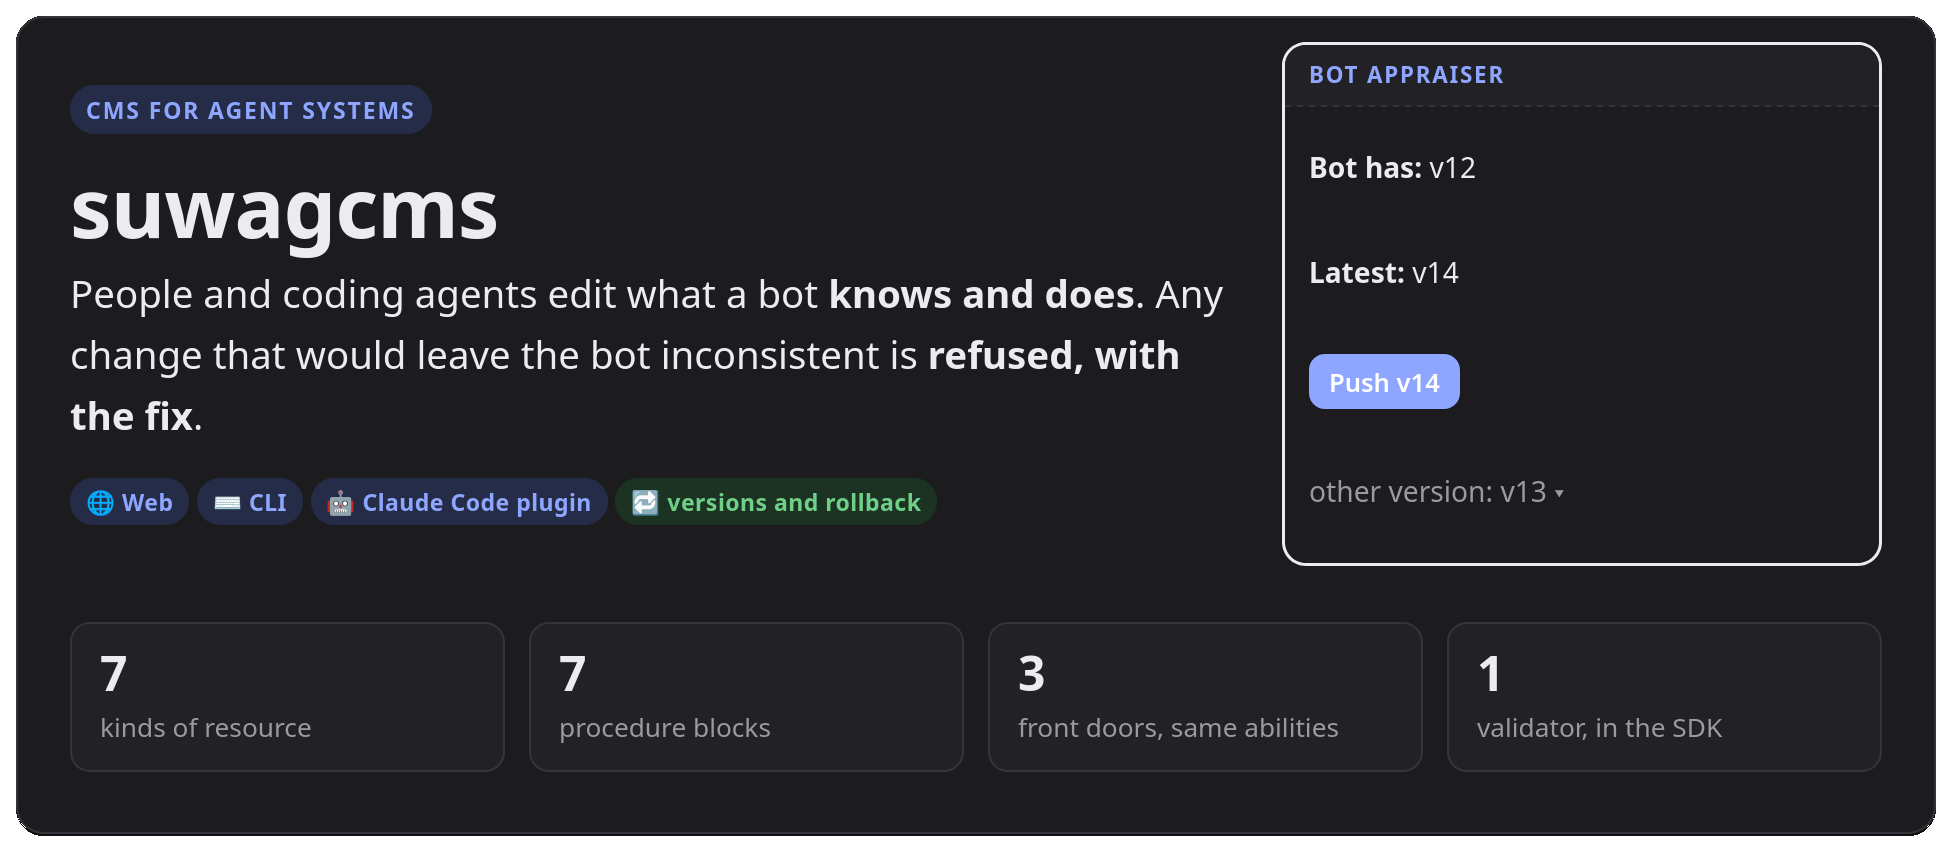 CMS FOR AGENT SYSTEMS
suwagcms
People and coding agents edit what a bot knows and does. Any
change that would leave the bot inconsistent is refused, with
the fix.
🌐 Web
⌨️ CLI
🤖 Claude Code plugin
🔁 versions and rollback
BOT APPRAISER
Bot has: v12
Latest: v14
Push v14
other version: v13 ▾
7
kinds of resource
7
procedure blocks
3
front doors, same abilities
1
validator, in the SDK